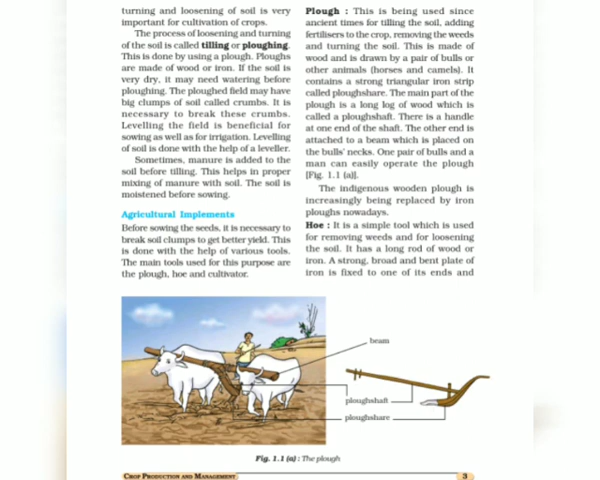 turning and loosening of soil is very
important for cultivation of crops.
The process of loosening and turning
of the soil is called tilling or ploughing.
This is done by using a plough. Ploughs
are made of wood or iron. If the soil is
very dry, it may need watering before
ploughing. The ploughed field may have
big clumps of soil called crumbs. It is
necessary to break these crumbs.
Levelling the field is beneficial for
sowing as well as for irrigation. Levelling
of soil is done with the help of a leveller.
Sometimes, manure is added to the
soil before tilling. This helps in proper
mixing of manure with soil. The soil is
moistened before sowing.
Agricultural Implements
Before sowing the seeds, it is necessary to
break soil clumps to get better yield. This
is done with the help of various tools.
The main tools used for this purpose are
the plough, hoe and cultivator.
Plough : This is being used since
ancient times for tilling the soil, adding
fertilisers to the crop, removing the weeds
and turning the soil. This is made of
wood and is drawn by a pair of bulls or
other animals (horses and camels). It
contains a strong triangular iron strip
called ploughshare. The main part of the
plough is a long log of wood which is
called a ploughshaft. There is a handle
at one end of the shaft. The other end is
attached to a beam which is placed on
the bulls' necks. One pair of bulls and a
man can easily operate the plough
[Fig. 1.1 (a)].
The indigenous wooden plough is
increasingly being replaced by iron
ploughs nowadays.
Hoe : It is a simple tool which is used
for removing weeds and for loosening
the soil. It has a long rod of wood or
iron. A strong, broad and bent plate of
iron is fixed to one of its ends and
beam
ploughshaft
ploughshare
Fig. 1.1 (a) : The plough
CROP PRODUCTION AND MANAGEMENT
3